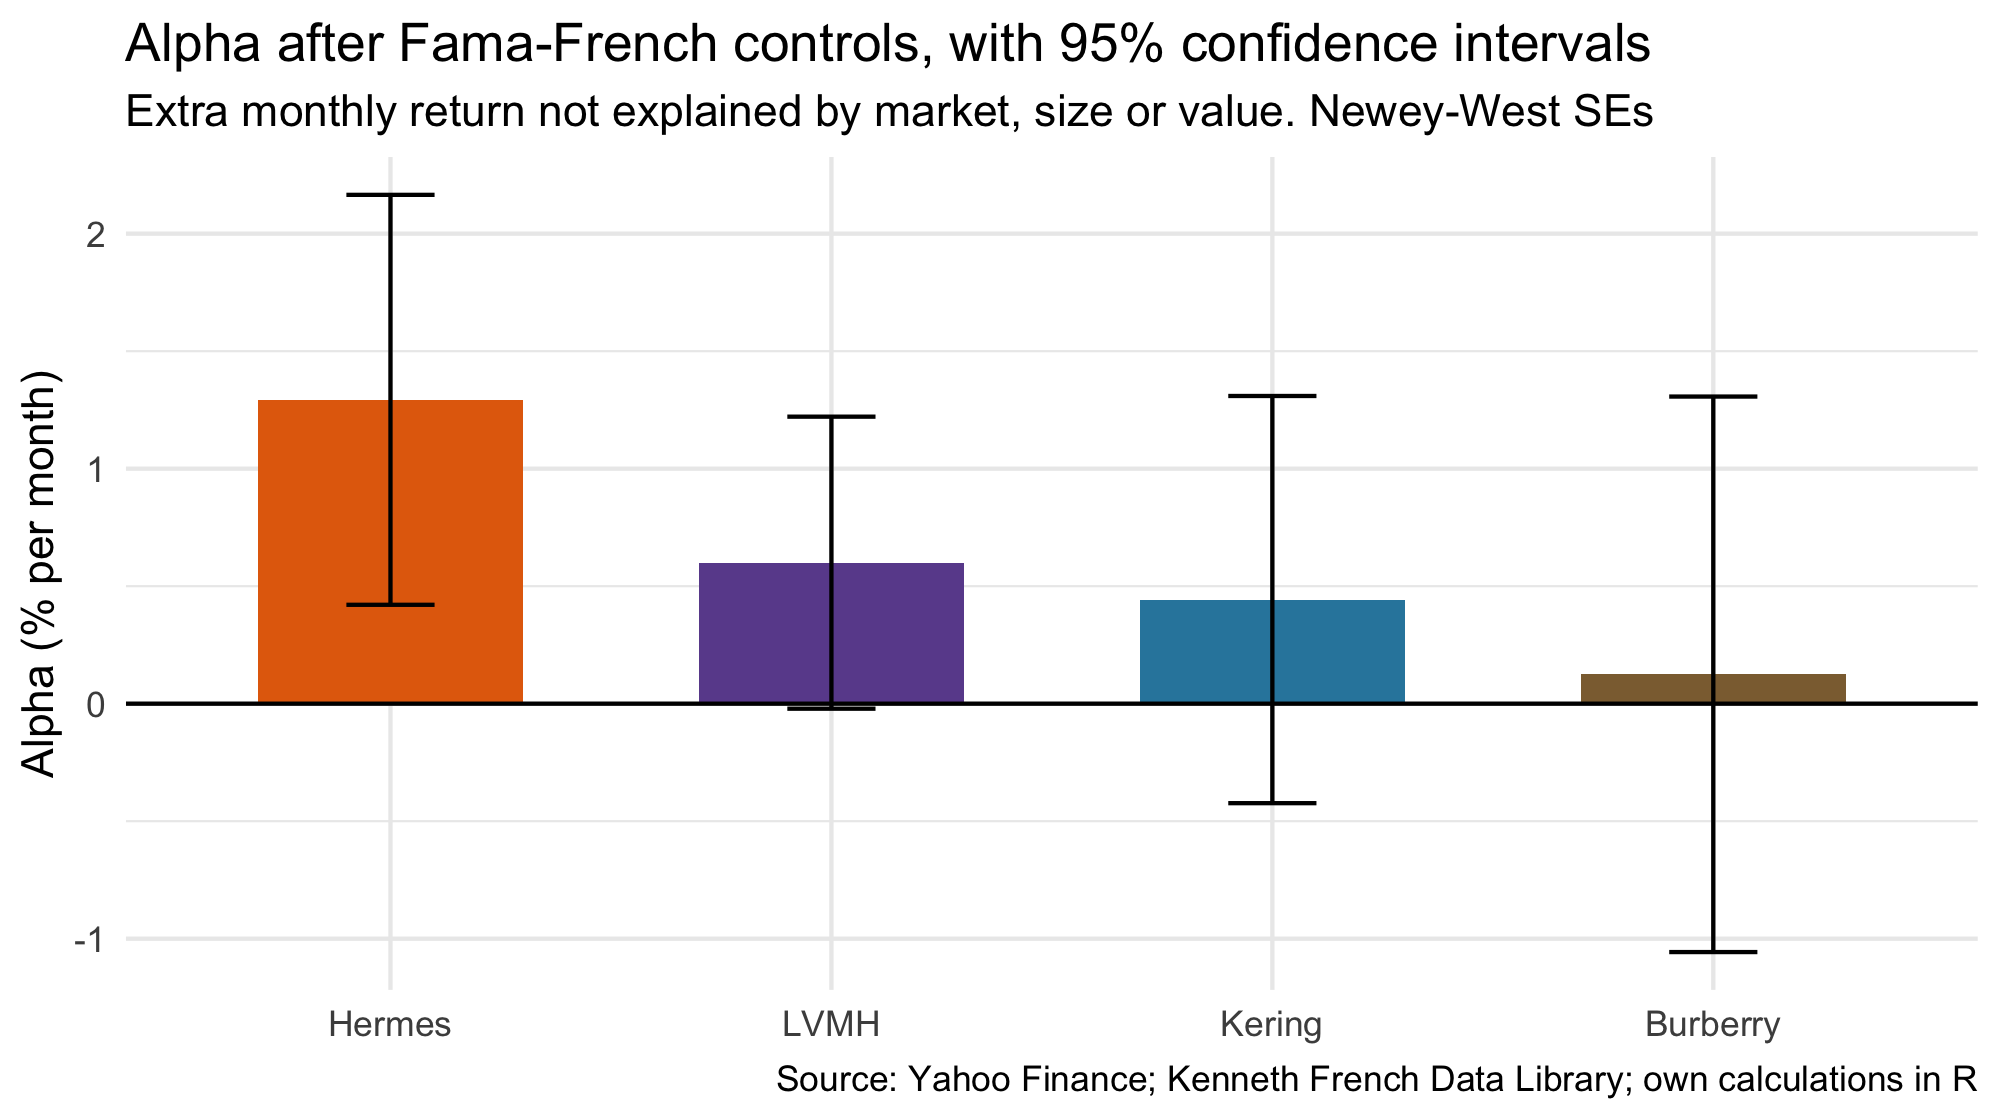 Alpha after Fama-French controls, with 95% confidence intervals
Extra monthly return not explained by market, size or value. Newey-West SEs
Alpha (% per month)
2
1
0
-1
Hermes
LVMH
Kering
Burberry
Source: Yahoo Finance; Kenneth French Data Library; own calculations in R